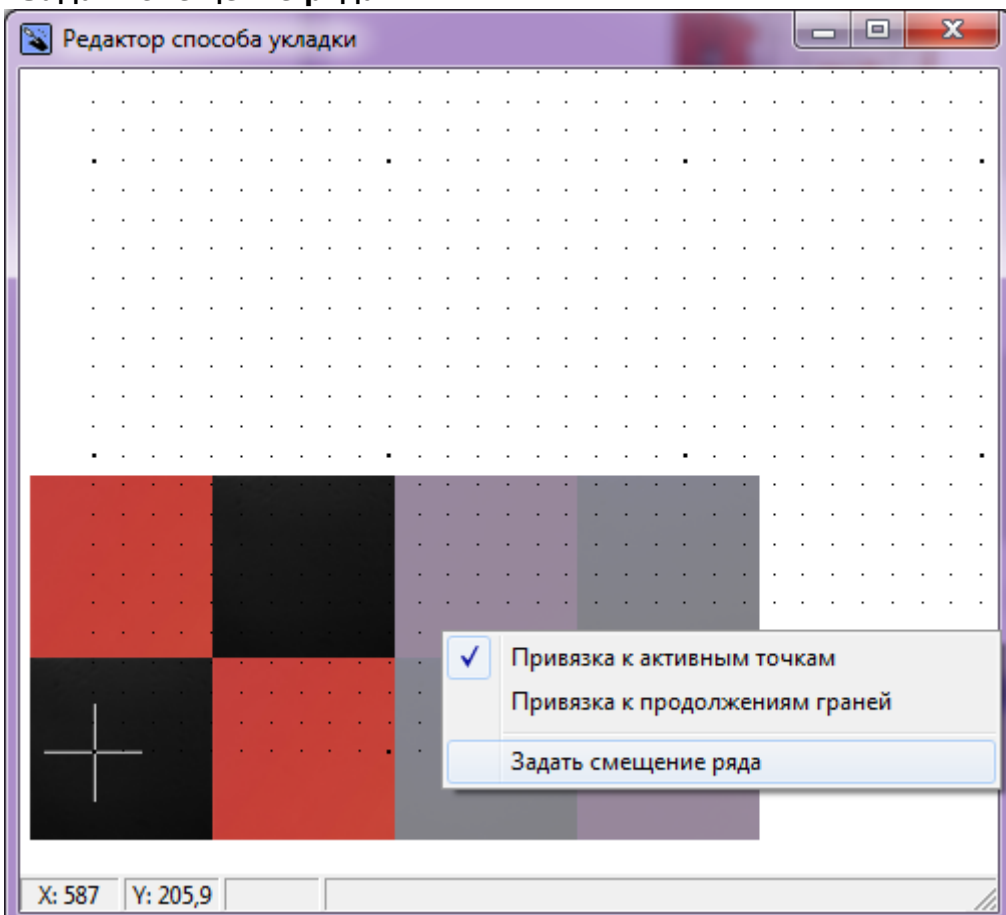 Редактор способа укладки
Привязка к активным точкам
Привязка к продолжениям граней
Задать смещение ряда
X: 587 Y: 205,9